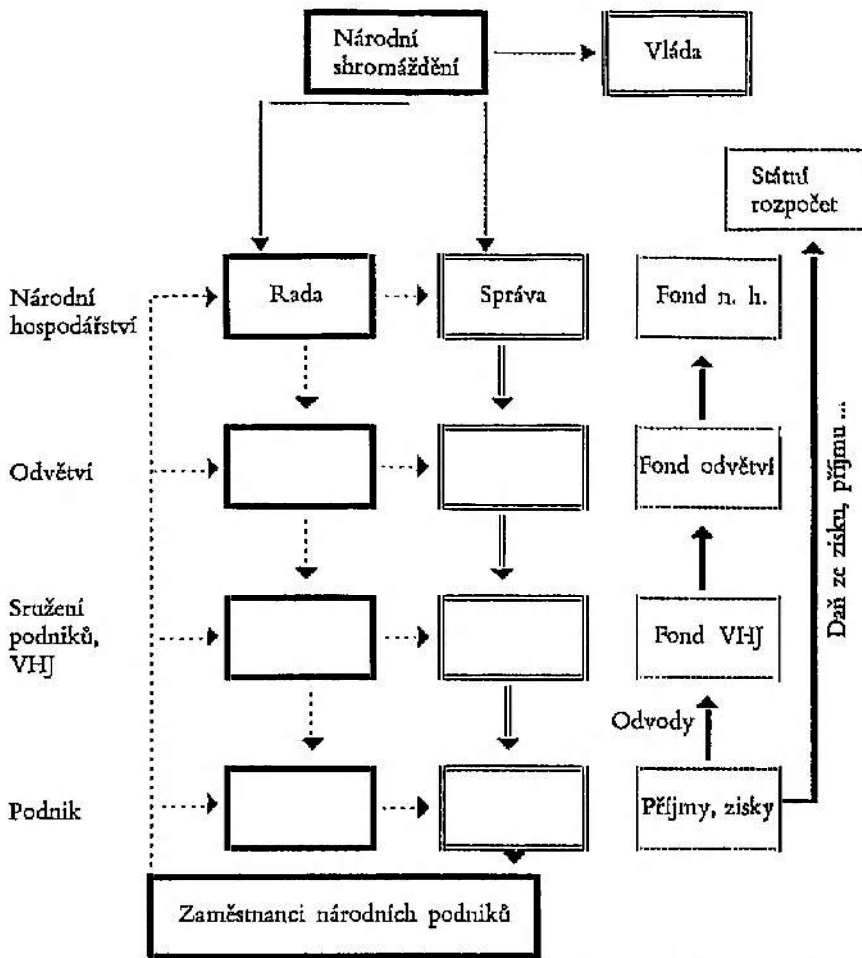 Národní
shromáždění
Vláda
Státní
rozpočet
Národní
hospodářství
Rada
Správa
Fond n. h.
Odvětví
Fond odvětví
Daň ze zisku, příjmu ...
Sružení
podniků,
VHJ
Fond VHJ
Odvody
Podnik
Příjmy, zisky
Zaměstnanci národních podniků